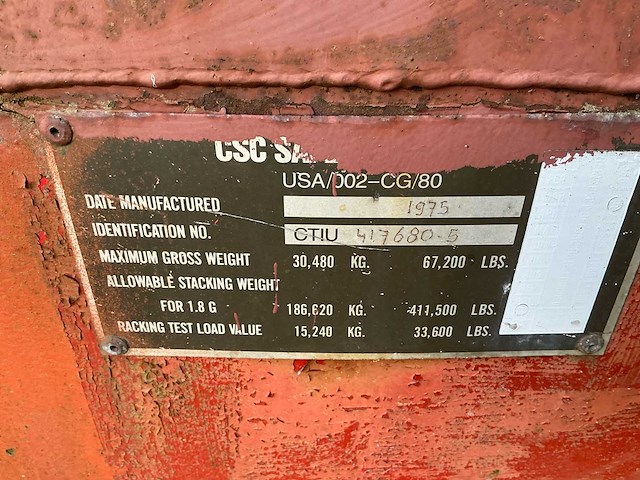 CSC
USA/002-CG/80
DATE MANUFACTURED 1975
IDENTIFICATION NO. CTIU 417680-5
MAXIMUM GROSS WEIGHT 30,480 KG. 67,200 LBS.
ALLOWABLE STACKING WEIGHT
FOR 1.8 G 186,620 KG. 411,500 LBS.
RACKING TEST LOAD VALUE 15,240 KG. 33,600 LBS.